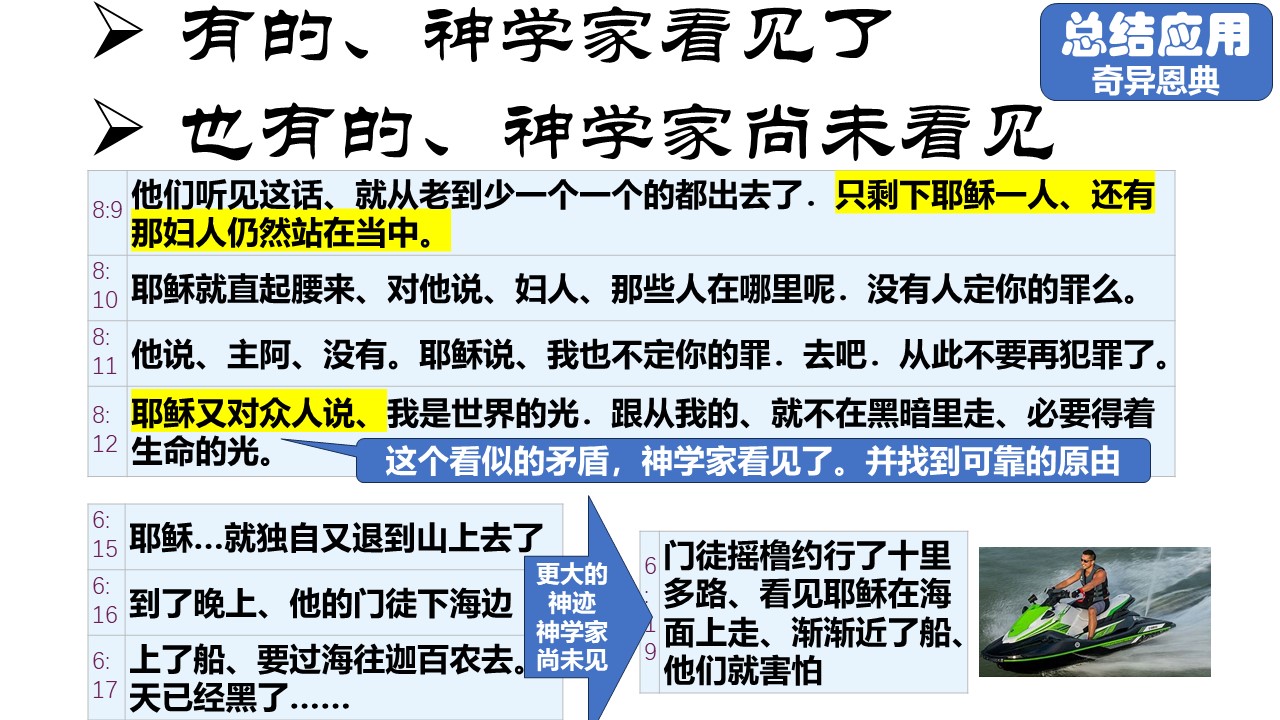 有的、神学家看见了
也有的、神学家尚未看见
总结应用
奇异恩典
8:9
他们听见这话、就从老到少一个一个的都出去了．只剩下耶稣一人、还有
那妇人仍然站在当中。
8:
10
耶稣就直起腰来、对他说、妇人、那些人在哪里呢．没有人定你的罪么。
8:
11
他说、主阿、没有。耶稣说、我也不定你的罪．去吧．从此不要再犯罪了。
8:
12
耶稣又对众人说、我是世界的光．跟从我的、就不在黑暗里走、必要得着
生命的光。
这个看似的矛盾，神学家看见了。并找到可靠的原由
6:
15
耶稣…就独自又退到山上去了
6:
16
到了晚上、他的门徒下海边
6:
17
上了船、要过海往迦百农去。
天已经黑了……
更大的
神迹
神学家
尚未见
6
:
1
9
门徒摇橹约行了十里
多路、看见耶稣在海
面上走、渐渐近了船、
他们就害怕